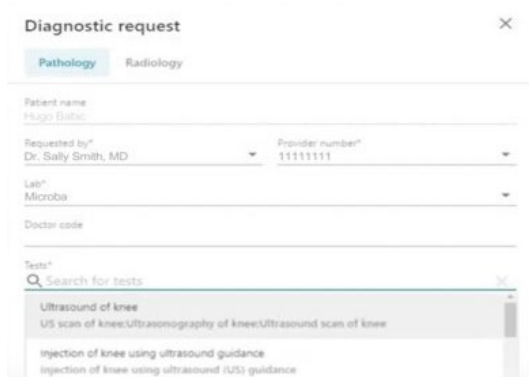 Diagnostic request
Pathology Radiology
Patient name
Hugo Babic
Requested by* Provider number*
Dr. Sally Smith, MD 11111111
Lab*
Microba
Doctor code
Tests*
Search for tests
Ultrasound of knee
US scan of knee:Ultrasonography of knee:Ultrasound scan of knee
Injection of knee using ultrasound guidance
Injection of knee using ultrasound (US) guidance